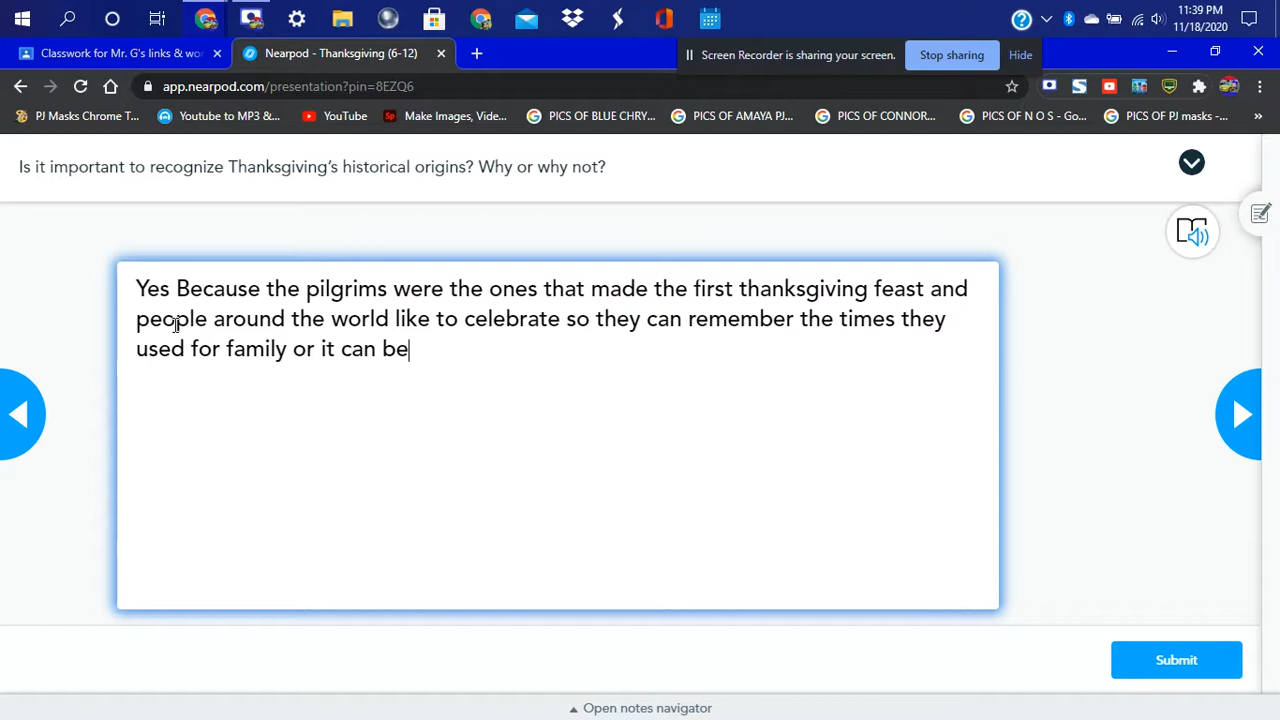 11:39 PM
11/18/2020
Classwork for Mr. G's links & wor
Nearpod - Thanksgiving (6-12)
Screen Recorder is sharing your screen.
Stop sharing
Hide
app.nearpod.com/presentation?pin=8EZQ6
PJ Masks Chrome T...
Youtube to MP3 &...
YouTube
Make Images, Vide...
PICS OF BLUE CHRY...
PICS OF AMAYA PJ...
PICS OF CONNOR...
PICS OF N O S - Go...
PICS OF PJ masks -...
Is it important to recognize Thanksgiving's historical origins? Why or why not?
Yes Because the pilgrims were the ones that made the first thanksgiving feast and
people around the world like to celebrate so they can remember the times they
used for family or it can be
Submit
Open notes navigator